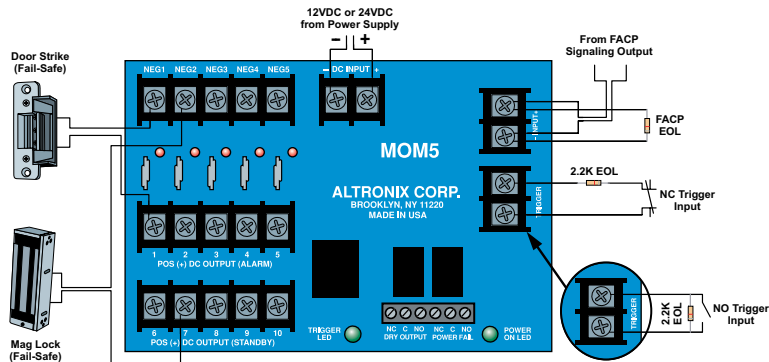 12VDC or 24VDC
from Power Supply
– +
From FACP
Signaling Output
Door Strike
(Fail-Safe)
NEG1 NEG2 NEG3 NEG4 NEG5
– DC INPUT +
– INPUT+
FACP
EOL
MOM5
ALTRONIX CORP.
BROOKLYN, NY 11220
MADE IN USA
TRIGGER
2.2K EOL
NC Trigger
Input
1 2 3 4 5
POS (+) DC OUTPUT (ALARM)
6 7 8 9 10
POS (+) DC OUTPUT (STANDBY)
TRIGGER
LED
NC C NO NC C NO
DRY OUTPUT POWER FAIL
POWER
ON LED
TRIGGER
2.2K
EOL
NO Trigger
Input
Mag Lock
(Fail-Safe)